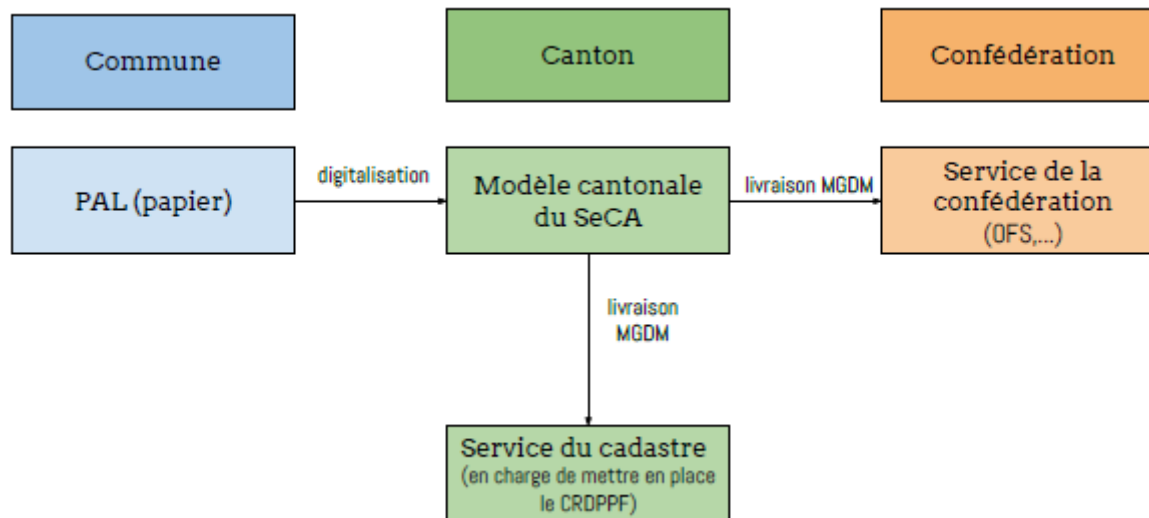 Commune
Canton
Confédération
PAL (papier)
digitalisation
Modèle cantonale
du SeCA
livraison MGDM
Service de la
confédération
(OFS,...)
livraison
MGDM
Service du cadastre
(en charge de mettre en place
le CRDPPF)